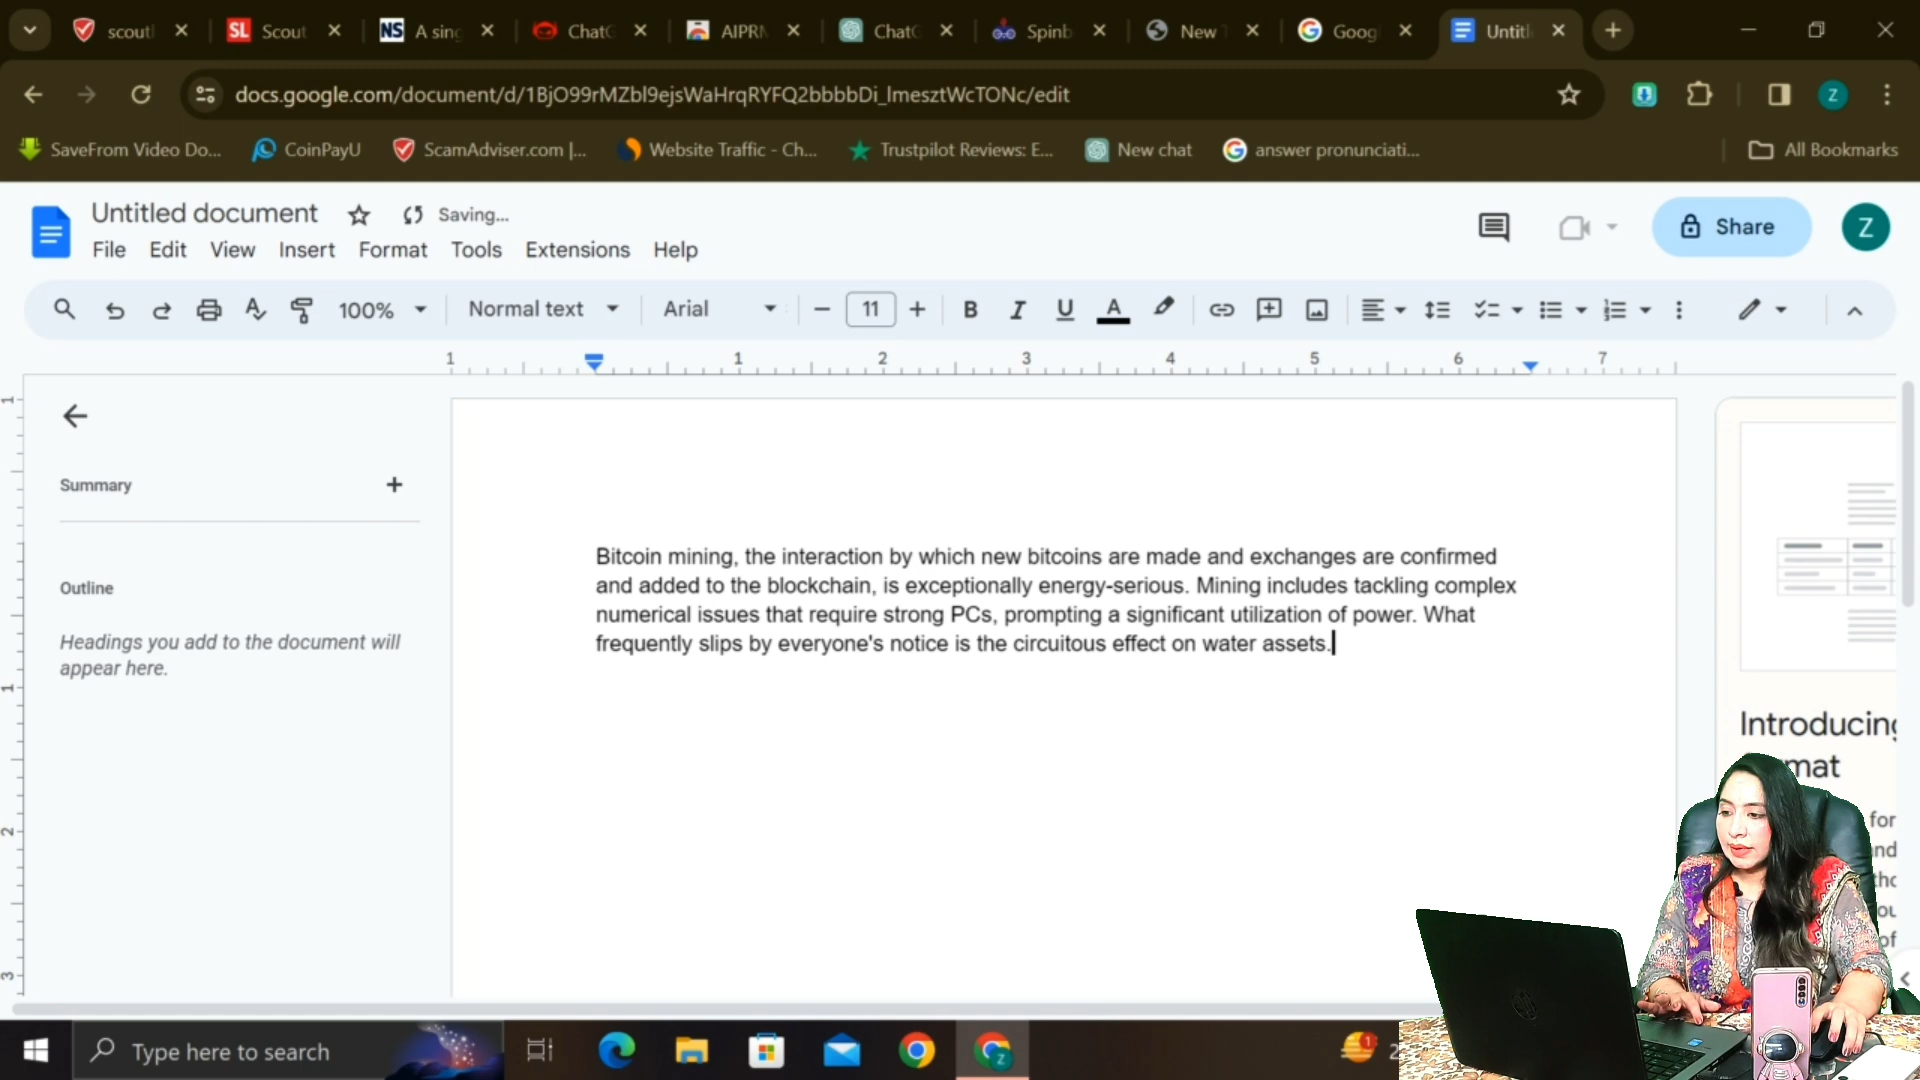 scoutl
Scout
A sing
ChatG
AIPRM
ChatG
Spinb
New T
Goog
Untitl
docs.google.com/document/d/1BjO99rMZbl9ejsWaHrqRYFQ2bbbbDi_lmesztWcTONc/edit
SaveFrom Video Do...
CoinPayU
ScamAdviser.com |...
Website Traffic - Ch...
Trustpilot Reviews: E...
New chat
answer pronunciati...
All Bookmarks
Untitled document
Saving...
File Edit View Insert Format Tools Extensions Help
Share
Z
100%
Normal text
Arial
11
1 1 2 3 4 5 6 7
Summary
Outline
Headings you add to the document will
appear here.
Bitcoin mining, the interaction by which new bitcoins are made and exchanges are confirmed
and added to the blockchain, is exceptionally energy-serious. Mining includes tackling complex
numerical issues that require strong PCs, prompting a significant utilization of power. What
frequently slips by everyone's notice is the circuitous effect on water assets.
Introducing
mat
for
Type here to search